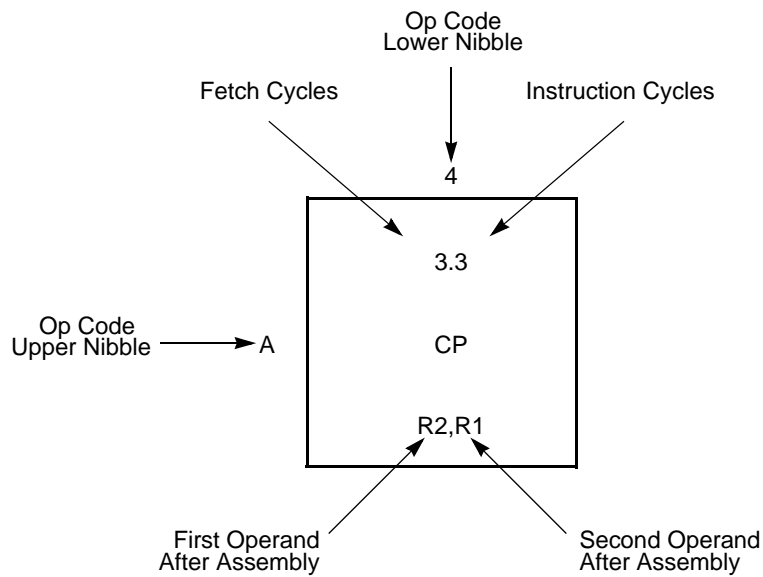 Op Code
Lower Nibble
Fetch Cycles
Instruction Cycles
4
3.3
Op Code
Upper Nibble
A
CP
R2,R1
First Operand
After Assembly
Second Operand
After Assembly